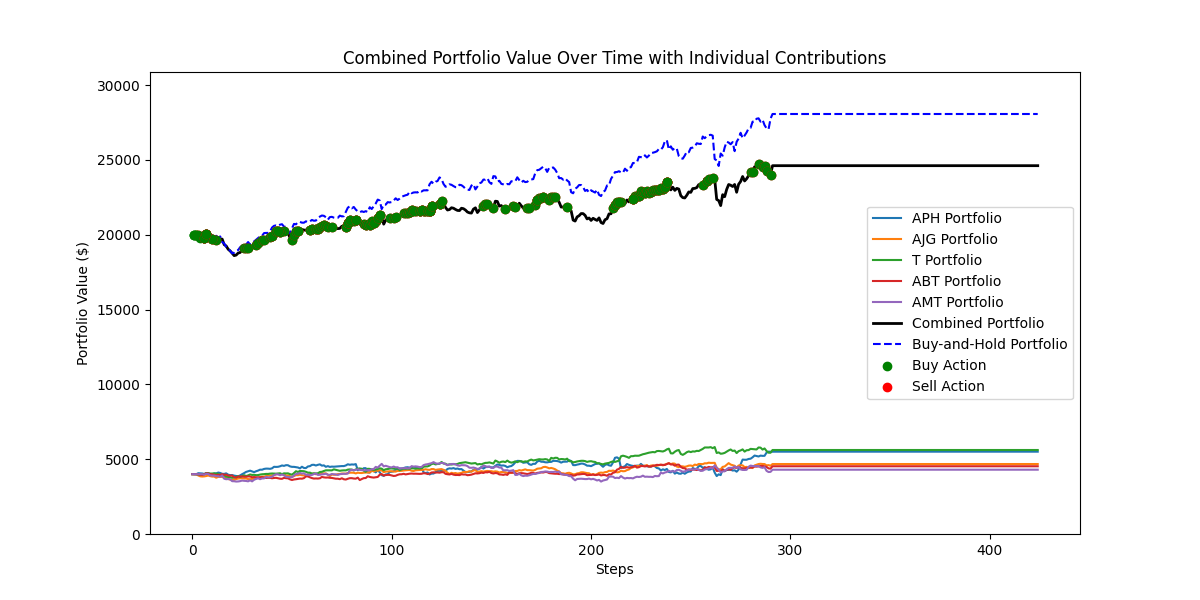 Combined Portfolio Value Over Time with Individual Contributions
Portfolio Value ($)
30000
25000
20000
15000
10000
5000
0
APH Portfolio
AJG Portfolio
T Portfolio
ABT Portfolio
AMT Portfolio
Combined Portfolio
Buy-and-Hold Portfolio
Buy Action
Sell Action
0 100 200 300 400
Steps